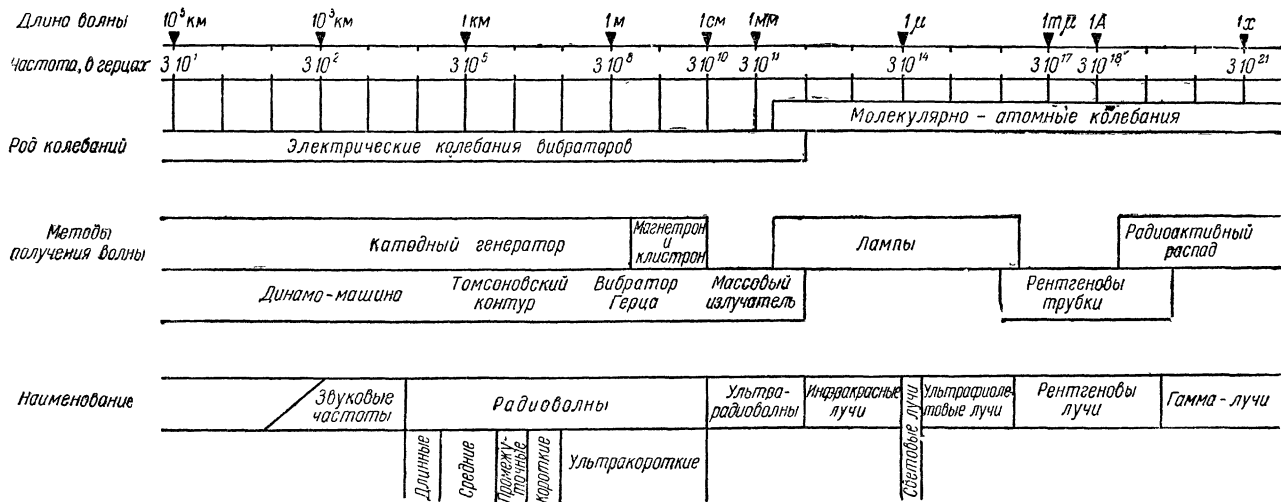 Длина волны 10⁵км 10³км 1км 1м 1см 1мм 1μ 1mμ 1Å 1x
Частота, в герцах 3 10¹ 3 10² 3 10⁵ 3 10⁸ 3 10¹⁰ 3 10¹¹ 3 10¹⁴ 3 10¹⁷ 3 10¹⁸ 3 10²¹
Молекулярно - атомные колебания
Род колебаний Электрические колебания вибраторов
Методы
получения волны
Катодный генератор
Магнетрон
и
клистрон
Лампы
Радиоактивный
распад
Динамо-машина
Томсоновский
контур
Вибратор
Герца
Массовый
излучатель
Рентгеновы
трубки
Наименование
Звуковые
частоты
Радиоволны
Ультра-
радиоволны
Инфракрасные
лучи
Световые лучи
Ультрафиоле-
товые лучи
Рентгеновы
лучи
Гамма-лучи
Длинные
Средние
Промежу-
точные
Короткие
Ультракороткие